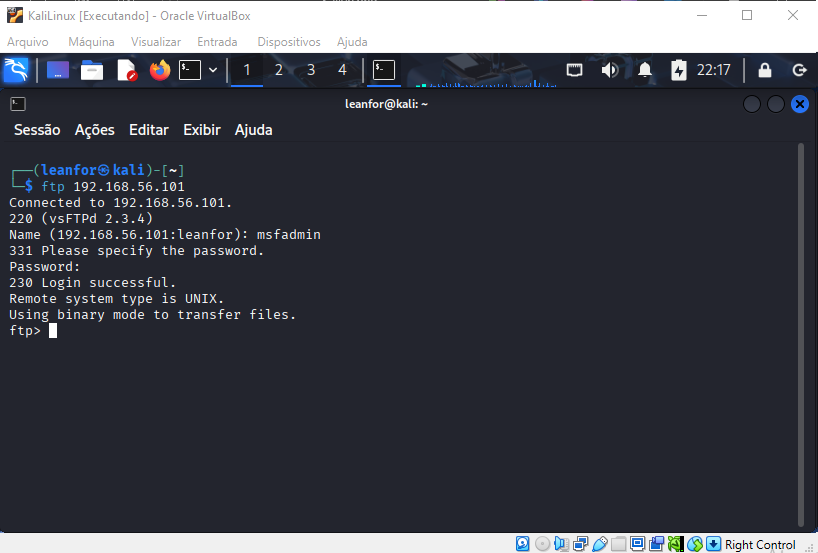 KaliLinux [Executando] - Oracle VirtualBox
Arquivo Máquina Visualizar Entrada Dispositivos Ajuda
1 2 3 4 22:17
leanfor@kali: ~
Sessão Ações Editar Exibir Ajuda
┌──(leanfor㉿kali)-[~]
└─$ ftp 192.168.56.101
Connected to 192.168.56.101.
220 (vsFTPd 2.3.4)
Name (192.168.56.101:leanfor): msfadmin
331 Please specify the password.
Password:
230 Login successful.
Remote system type is UNIX.
Using binary mode to transfer files.
ftp>
Right Control